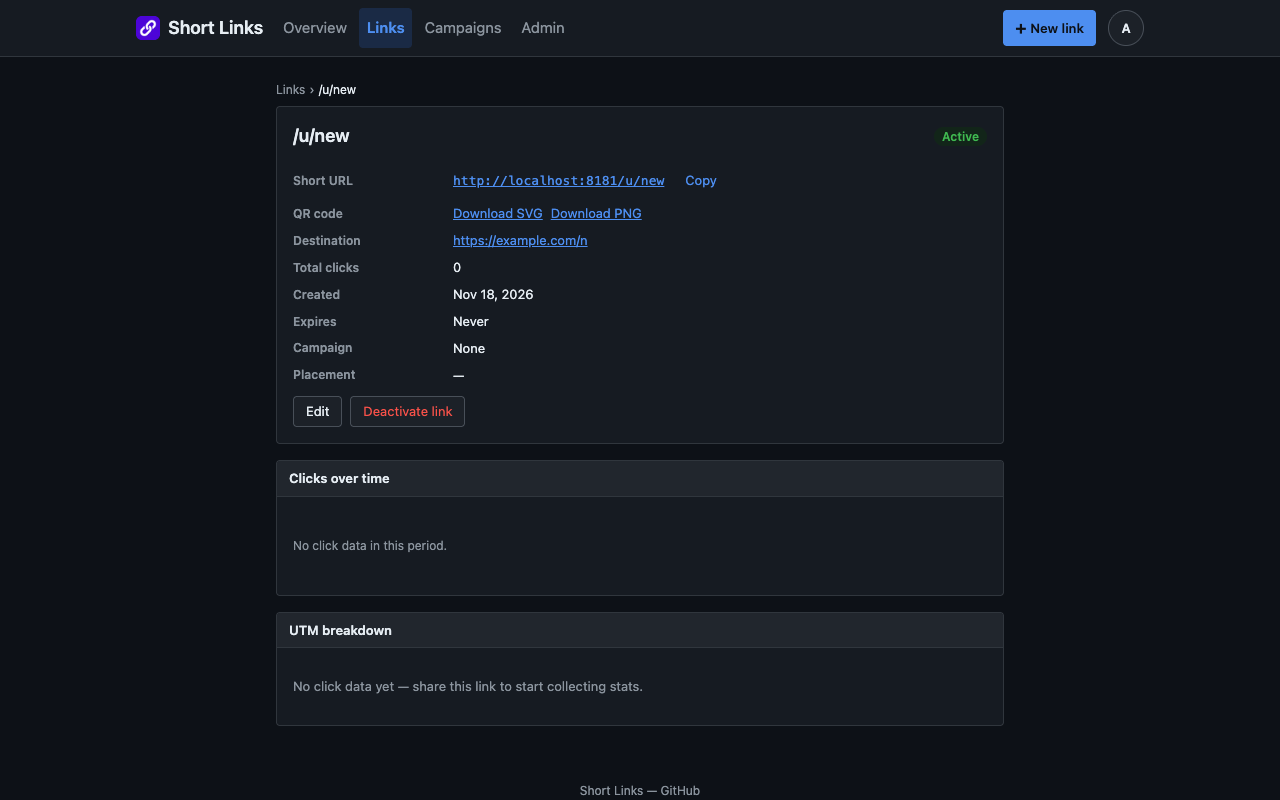 Short Links Overview Links Campaigns Admin + New link A
Links › /u/new
/u/new Active
Short URL http://localhost:8181/u/new Copy
QR code Download SVG Download PNG
Destination https://example.com/n
Total clicks 0
Created Nov 18, 2026
Expires Never
Campaign None
Placement —
Edit Deactivate link
Clicks over time
No click data in this period.
UTM breakdown
No click data yet — share this link to start collecting stats.
Short Links — GitHub